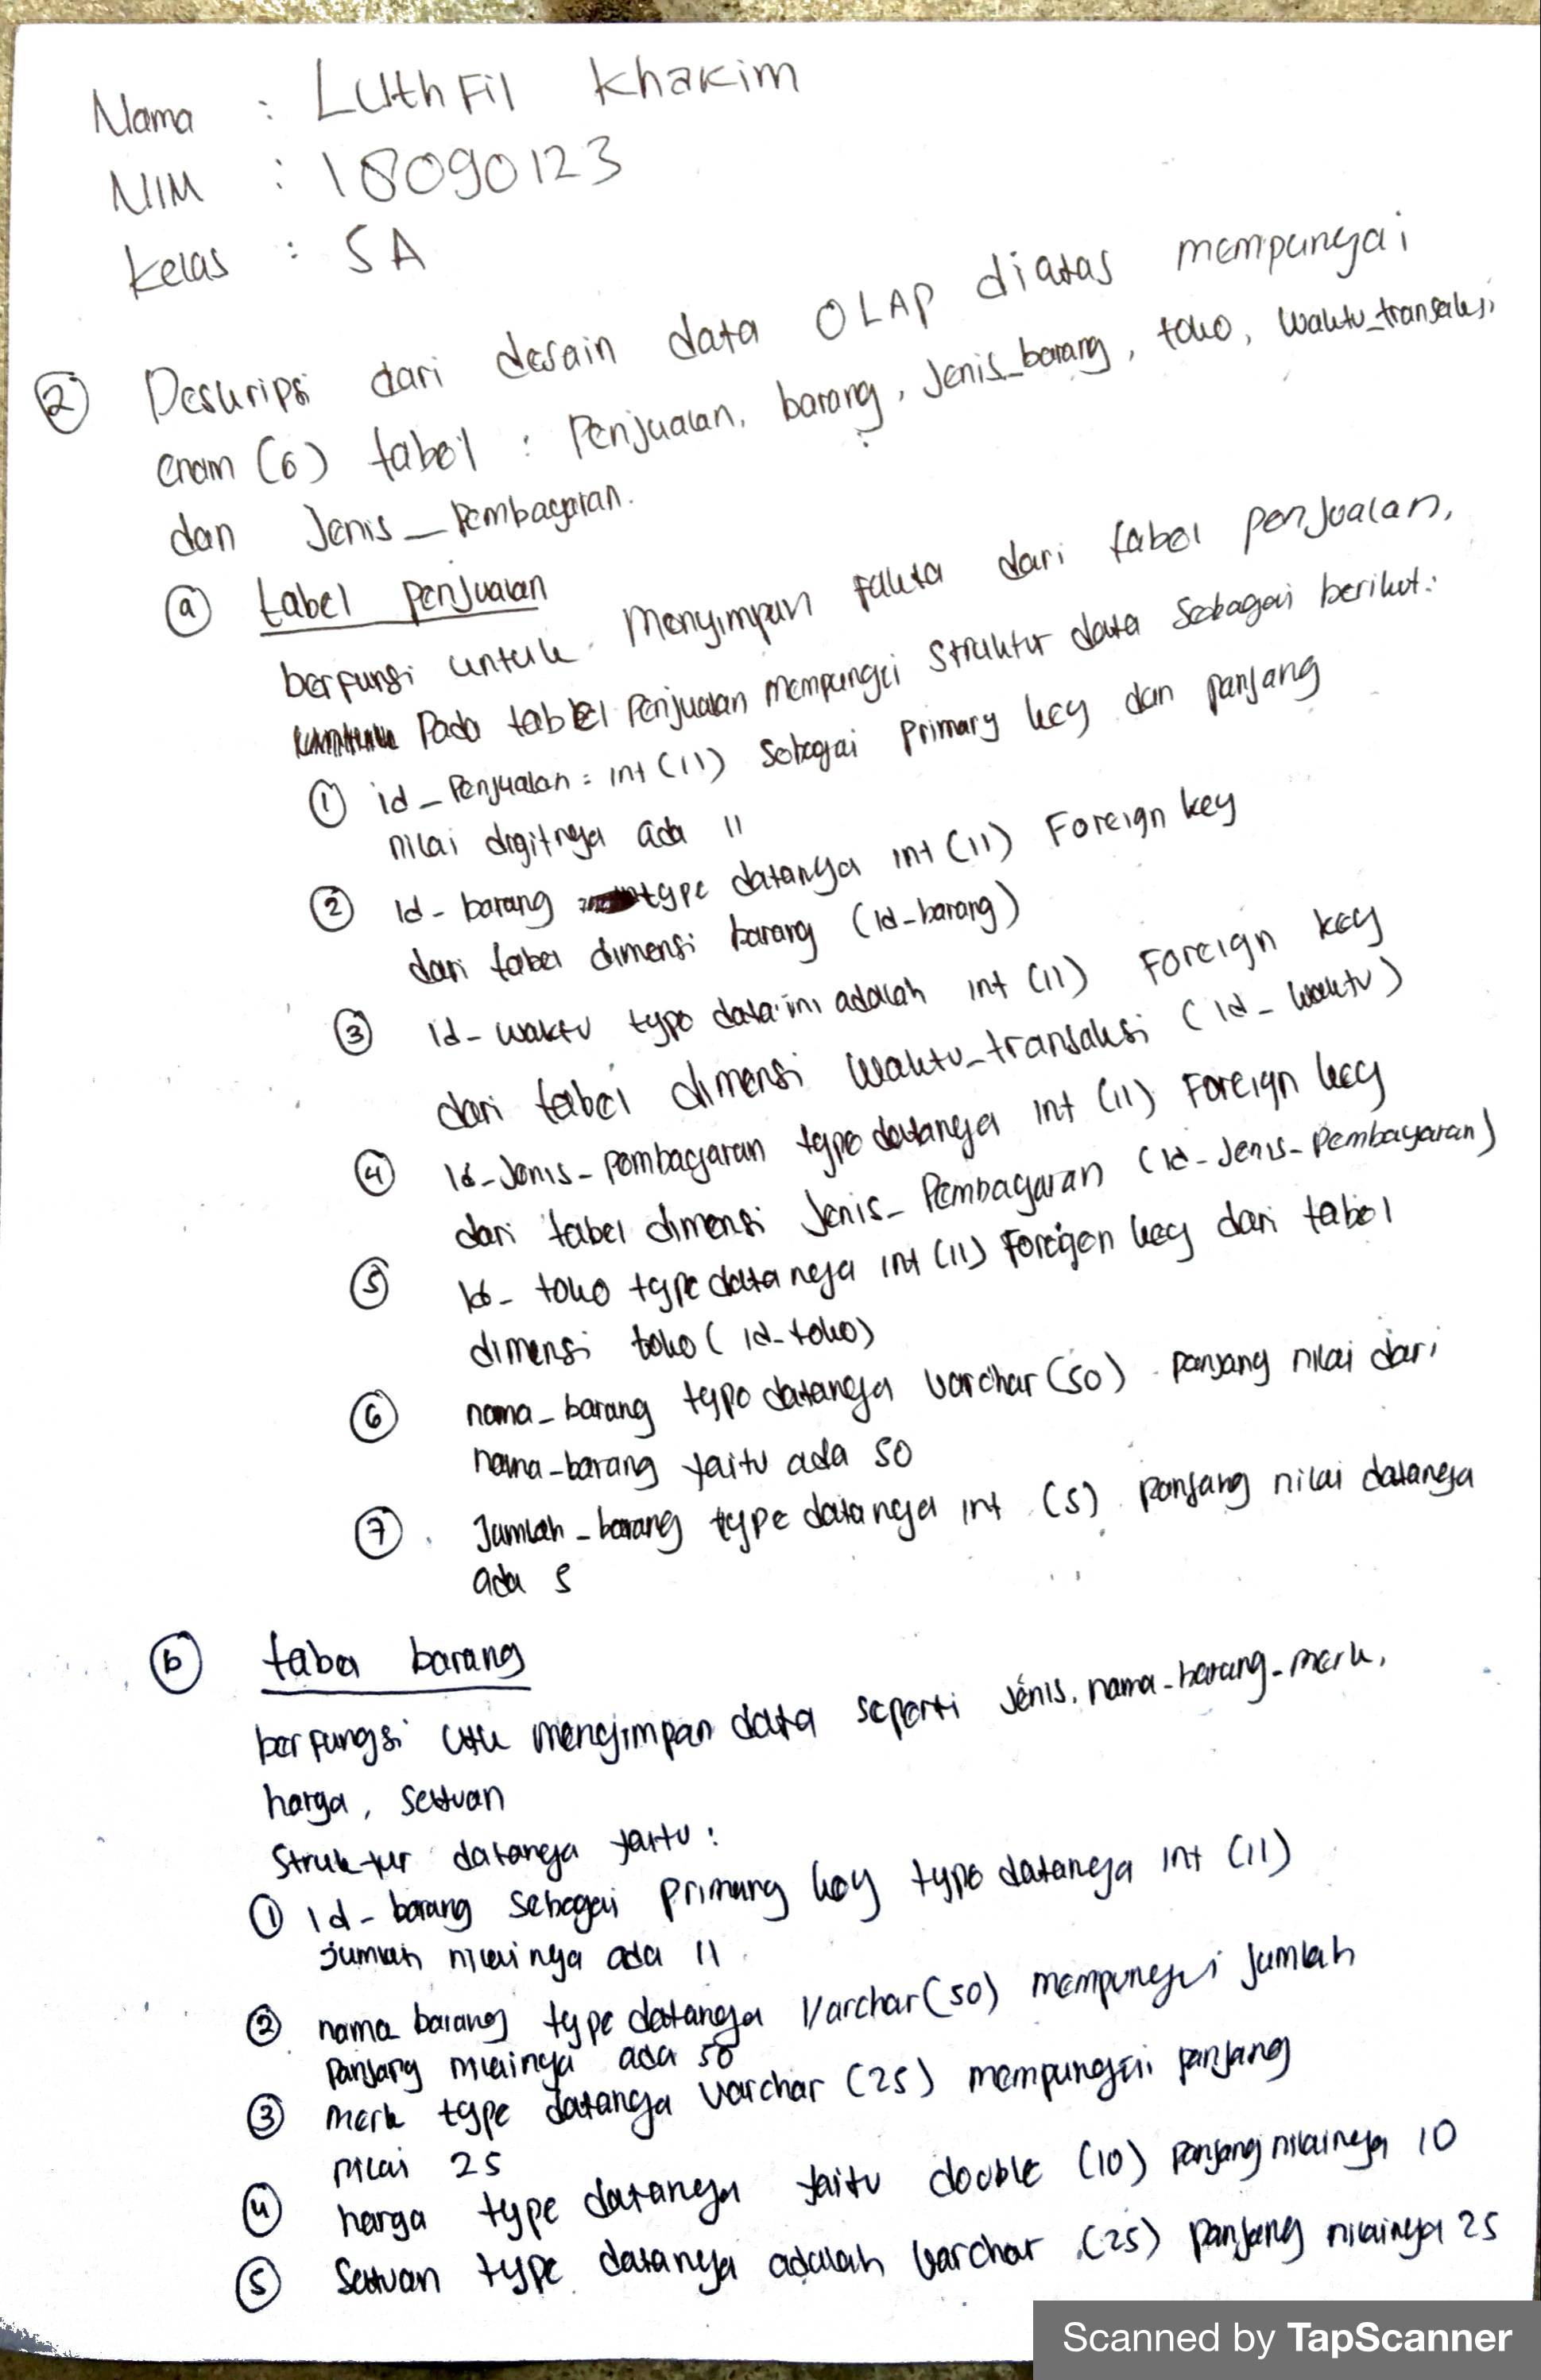 Nama : Luthfil Khakim
NIM : 18090123
Kelas : 5A
② Deskripsi dari desain data OLAP diatas mempunyai
enam (6) tabel : Penjualan, barang, Jenis_barang, toko, waktu_transaksi,
dan Jenis_Pembayaran.
ⓐ tabel penjualan
berfungsi untuk menyimpan fakta dari tabel penjualan,
Pada tabel Penjualan mempunyai struktur data sebagai berikut:
① id_Penjualan = int (11) sebagai primary key dan panjang
nilai digitnya ada 11
② id-barang type datanya int (11) Foreign key
dari tabel dimensi barang (id-barang)
③ id-waktu type data ini adalah int (11) Foreign key
dari tabel dimensi waktu_transaksi (id_waktu)
④ id-Jenis-pembayaran type datanya int (11) Foreign key
dari tabel dimensi Jenis_Pembayaran (id-Jenis-Pembayaran)
⑤ id-toko type datanya int (11) Foreigen key dari tabel
dimensi toko (id-toko)
⑥ nama_barang type datanya varchar (50) panjang nilai dari
nama-barang yaitu ada 50
⑦ Jumlah-barang type datanya int (5) panjang nilai datanya
ada 5
ⓑ tabel barang
berfungsi utk menyimpan data seperti jenis, nama-barang-merk,
harga, satuan
Struktur datanya yaitu :
① id-barang sebagai Primary key type datanya int (11)
jumlah nilainya ada 11
② nama barang type datanya Varchar (50) mempunyai jumlah
Panjang nilainya ada 50
③ merk type datanya varchar (25) mempunyai panjang
nilai 25
④ harga type datanya yaitu double (10) panjang nilainya 10
⑤ Satuan type datanya adalah varchar (25) panjang nilainya 25
Scanned by TapScanner